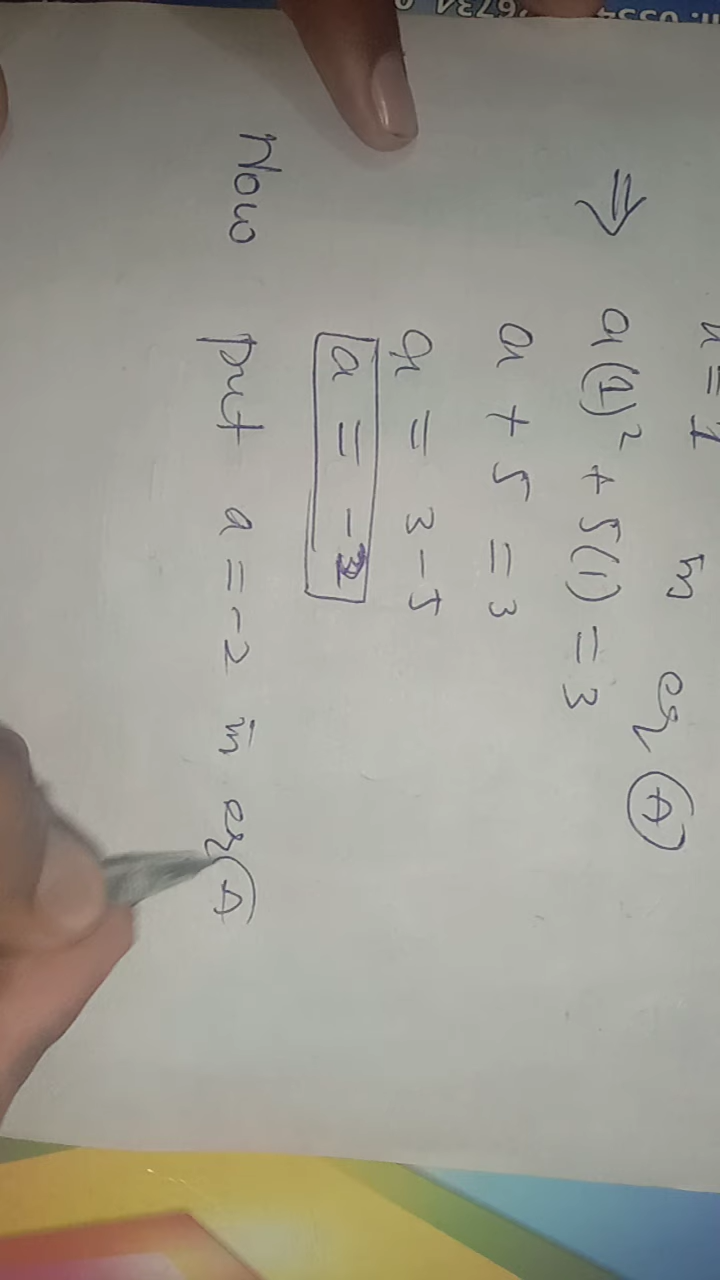 x = 1 in eq (A)
⇒ a(1)² + 5(1) = 3
a + 5 = 3
a = 3 - 5
a = -2
Now put a = -2 in eq (A)